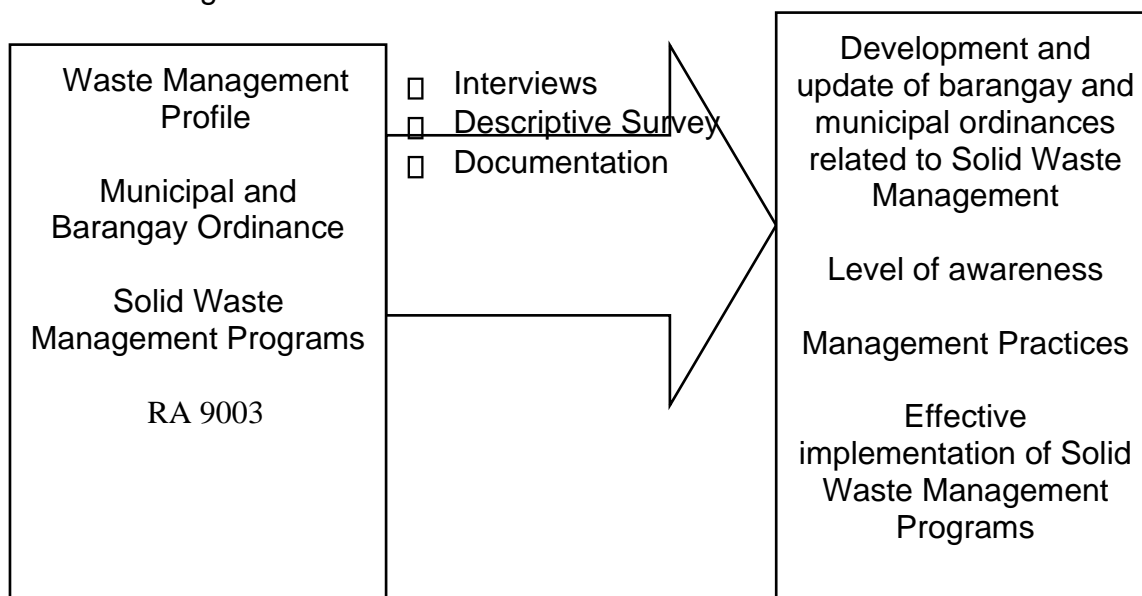 Waste Management
Profile
Municipal and
Barangay Ordinance
Solid Waste
Management Programs
RA 9003
Interviews
Descriptive Survey
Documentation
Development and
update of barangay and
municipal ordinances
related to Solid Waste
Management
Level of awareness
Management Practices
Effective
implementation of Solid
Waste Management
Programs